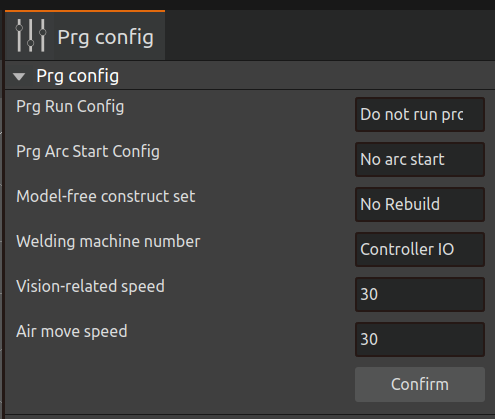 Prg config
Prg config
Prg Run Config
Do not run prc
Prg Arc Start Config
No arc start
Model-free construct set
No Rebuild
Welding machine number
Controller IO
Vision-related speed
30
Air move speed
30
Confirm